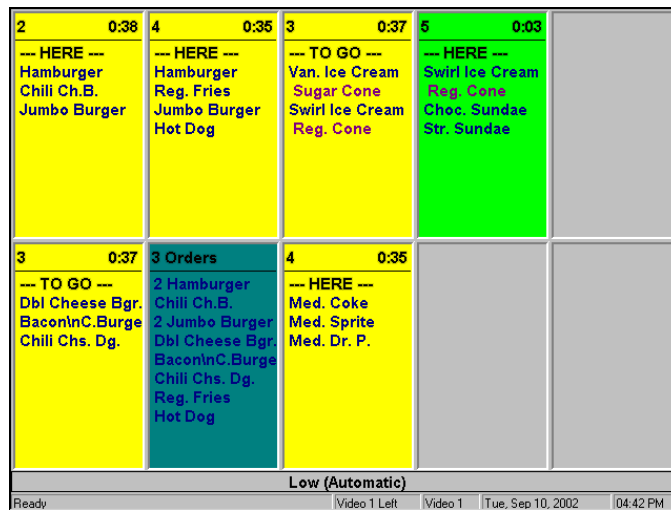 2 0:38
--- HERE ---
Hamburger
Chili Ch.B.
Jumbo Burger
4 0:35
--- HERE ---
Hamburger
Reg. Fries
Jumbo Burger
Hot Dog
3 0:37
--- TO GO ---
Van. Ice Cream
Sugar Cone
Swirl Ice Cream
Reg. Cone
5 0:03
--- HERE ---
Swirl Ice Cream
Reg. Cone
Choc. Sundae
Str. Sundae
3 0:37
--- TO GO ---
Dbl Cheese Bgr.
Bacon\nC.Burge
Chili Chs. Dg.
3 Orders
2 Hamburger
Chili Ch.B.
2 Jumbo Burger
Dbl Cheese Bgr.
Bacon\nC.Burge
Chili Chs. Dg.
Reg. Fries
Hot Dog
4 0:35
--- HERE ---
Med. Coke
Med. Sprite
Med. Dr. P.
Low (Automatic)
Ready Video 1 Left Video 1 Tue, Sep 10, 2002 04:42 PM